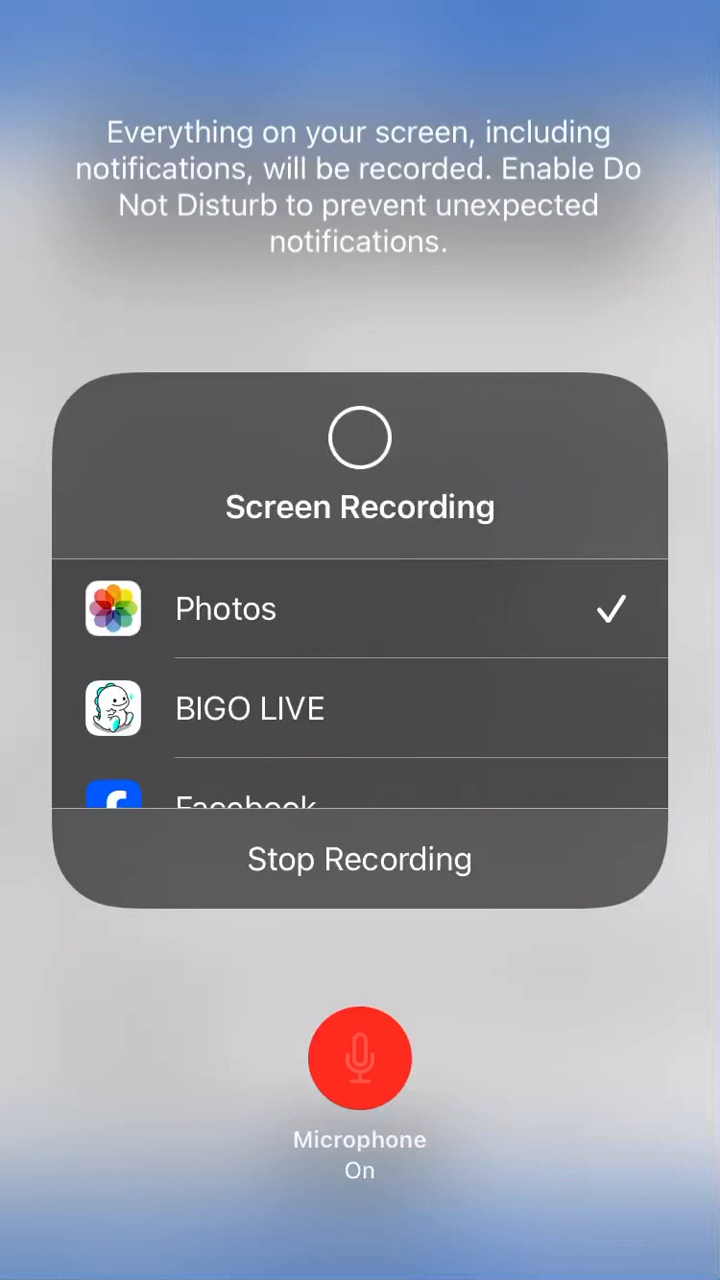 Everything on your screen, including
notifications, will be recorded. Enable Do
Not Disturb to prevent unexpected
notifications.
Screen Recording
Photos
BIGO LIVE
Facebook
Stop Recording
Microphone
On